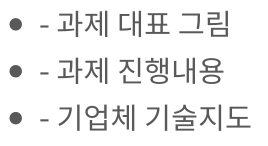 ● - 과제 대표 그림
● - 과제 진행내용
● - 기업체 기술지도